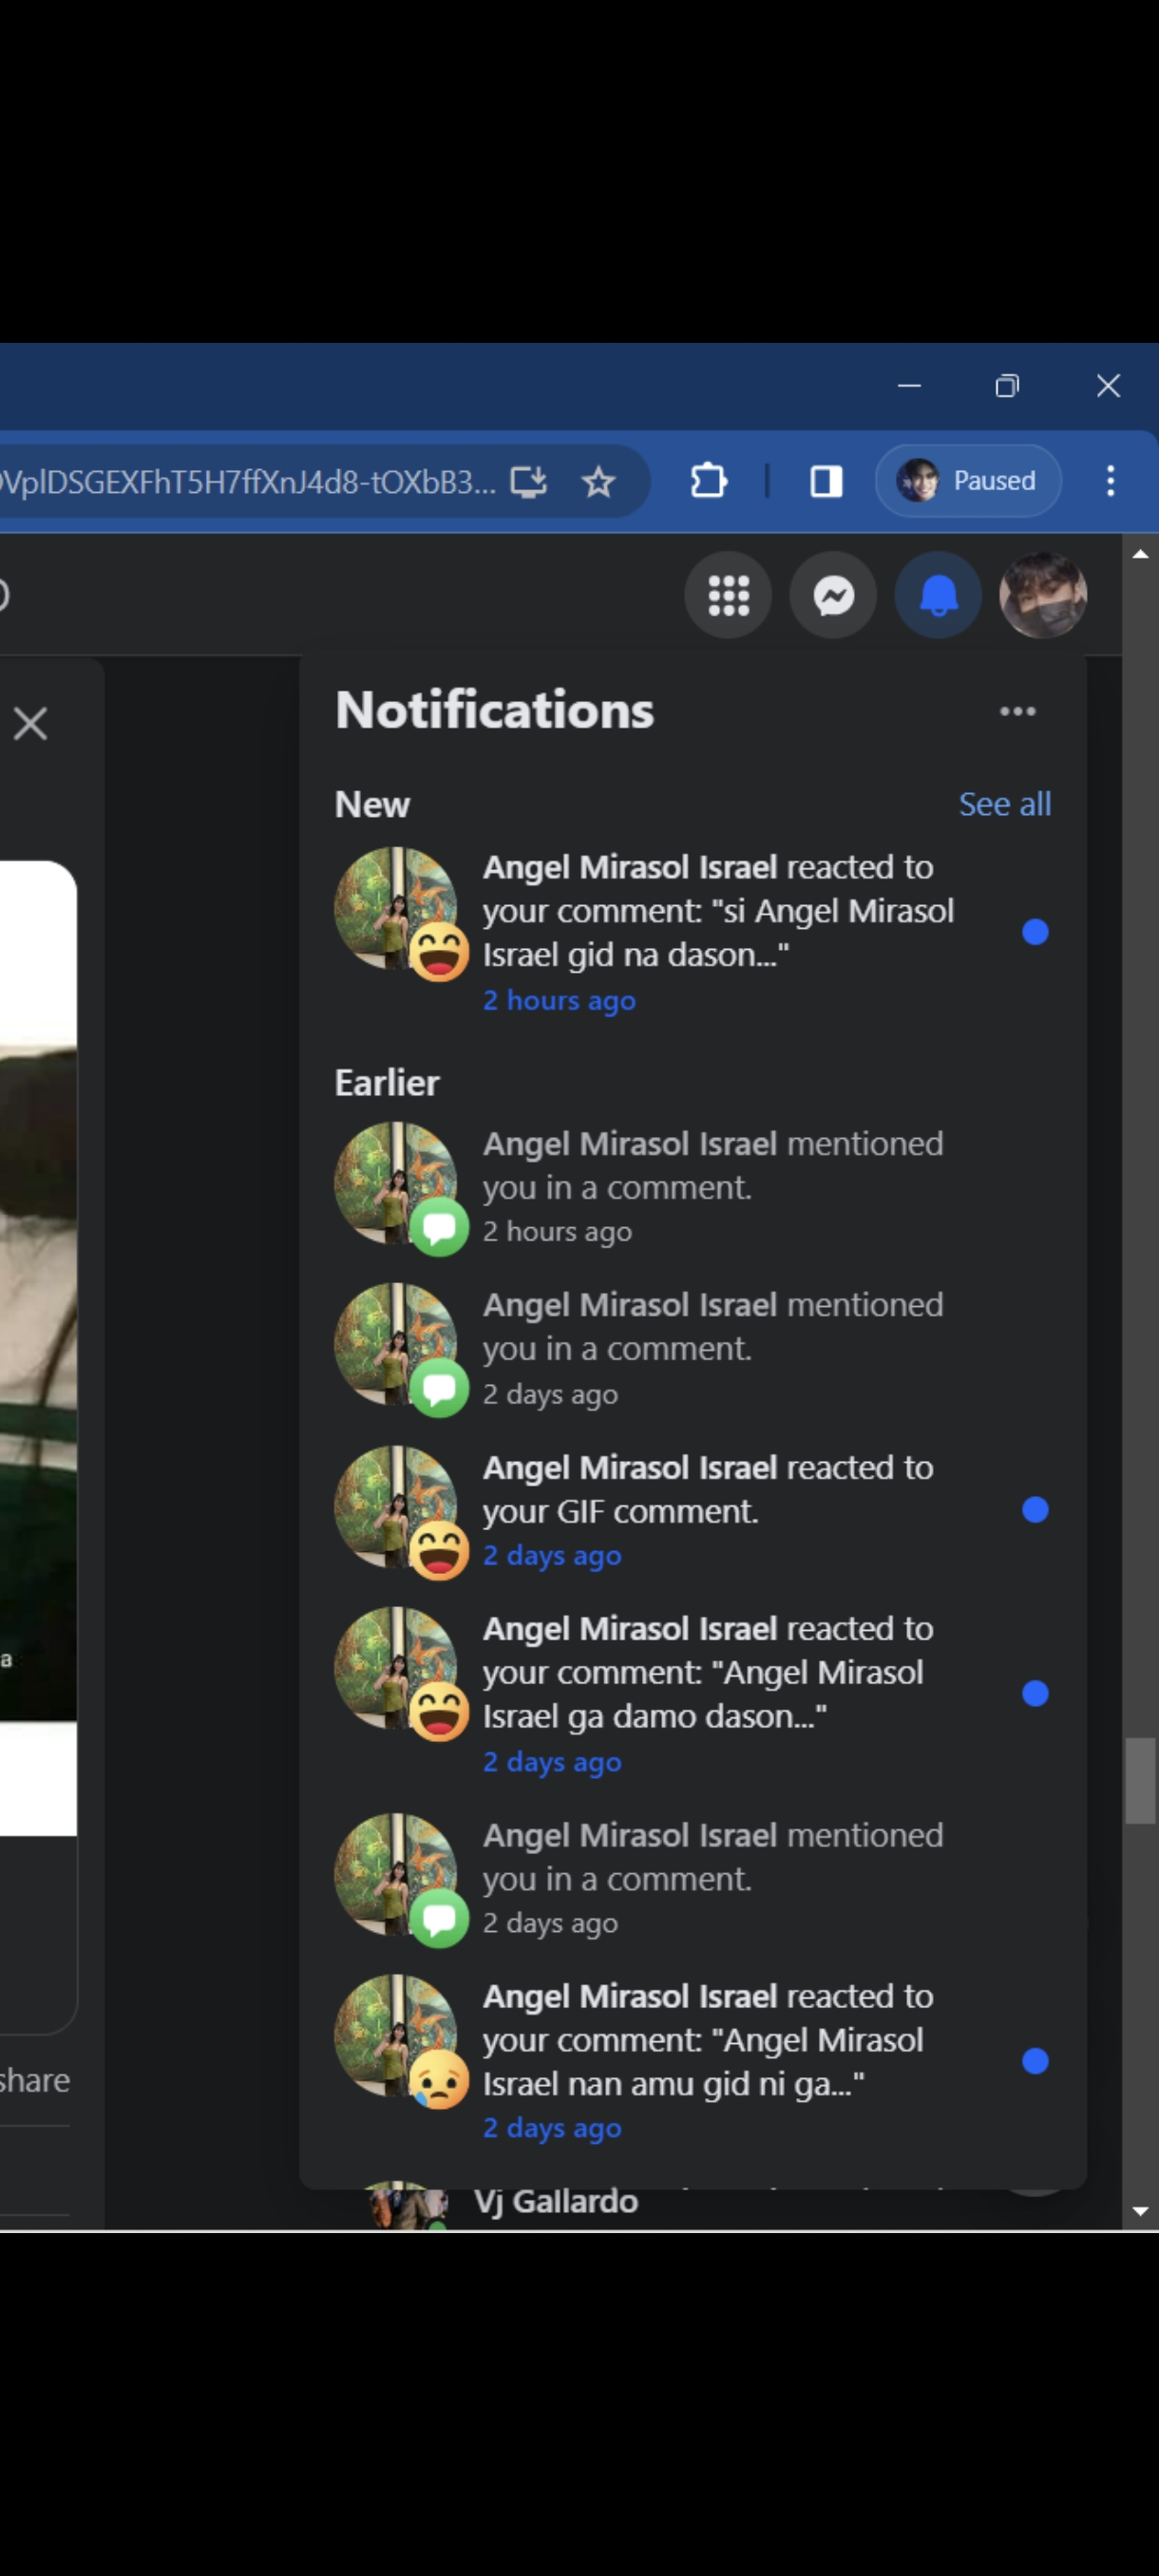 VplDSGEXFhT5H7ffXnJ4d8-tOXbB3...
Paused
Notifications
New
See all
Angel Mirasol Israel reacted to
your comment: "si Angel Mirasol
Israel gid na dason..."
2 hours ago
Earlier
Angel Mirasol Israel mentioned
you in a comment.
2 hours ago
Angel Mirasol Israel mentioned
you in a comment.
2 days ago
Angel Mirasol Israel reacted to
your GIF comment.
2 days ago
Angel Mirasol Israel reacted to
your comment: "Angel Mirasol
Israel ga damo dason..."
2 days ago
a
Angel Mirasol Israel mentioned
you in a comment.
2 days ago
Angel Mirasol Israel reacted to
your comment: "Angel Mirasol
Israel nan amu gid ni ga..."
2 days ago
share
Vj Gallardo